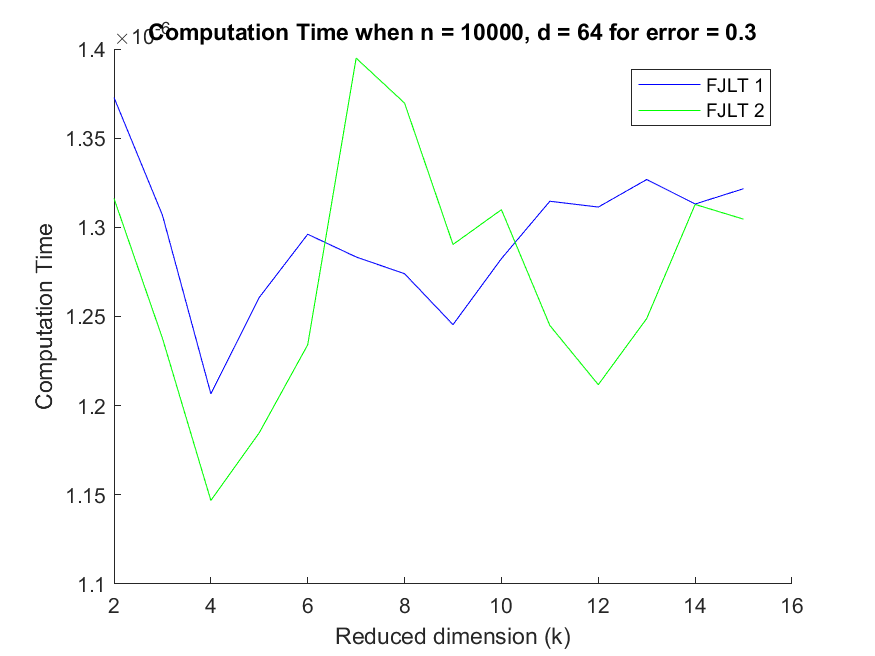 Computation Time when n = 10000, d = 64 for error = 0.3
×10-6
FJLT 1
FJLT 2
1.4
1.35
1.3
1.25
1.2
1.15
1.1
Computation Time
2 4 6 8 10 12 14 16
Reduced dimension (k)